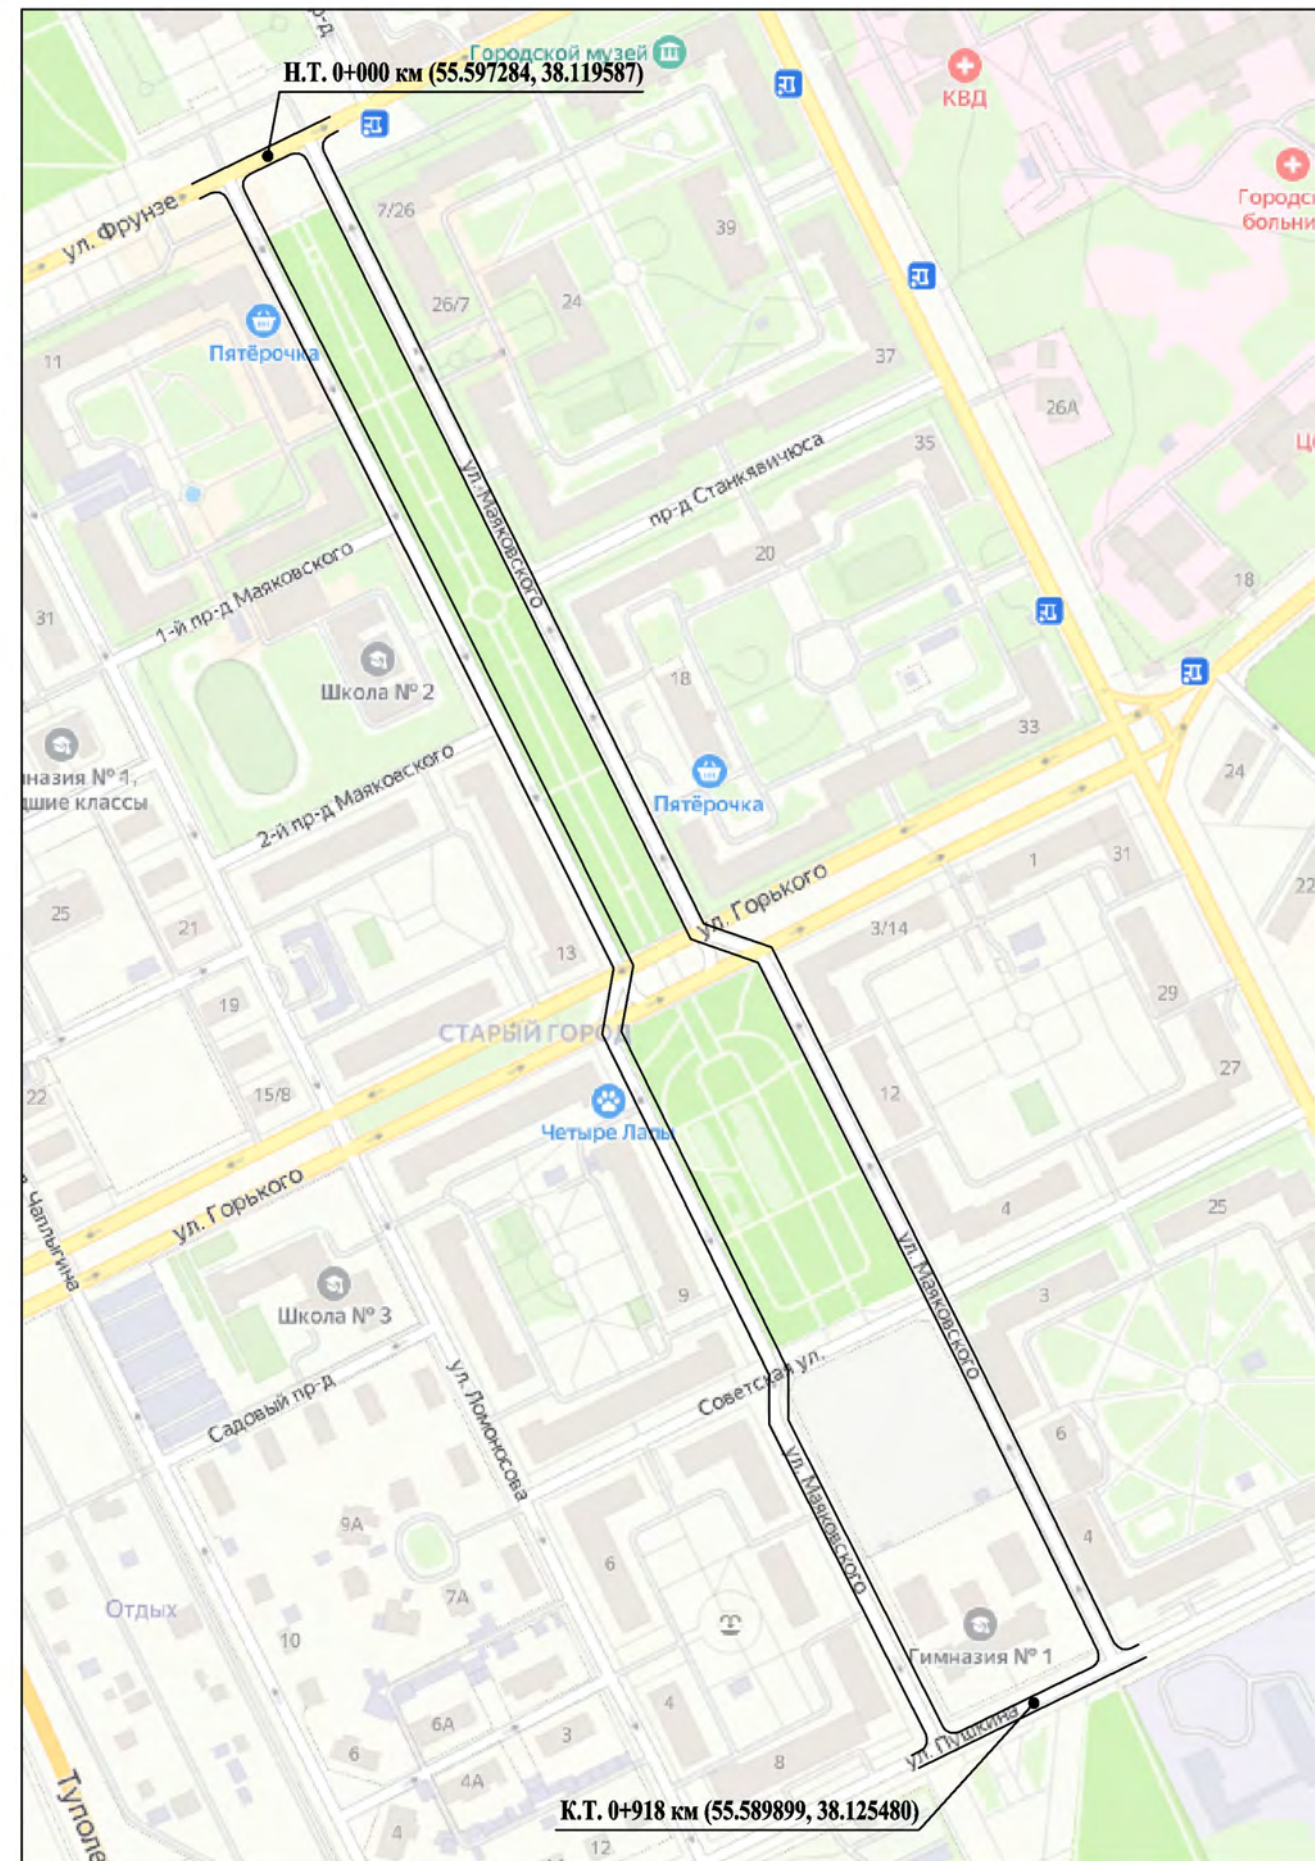 пр-д
Городской музей
Н.Т. 0+000 км (55.597284, 38.119587)
КВД
ул. Фрунзе
7/26
39
26/7
24
Пятёрочка
11
37
26А
35
ул. Маяковского
пр-д Станкявичюса
20
18
1-й пр-д Маяковского
31
Школа № 2
18
33
24
2-й пр-д Маяковского
Пятёрочка
1
31
22
25
21
13
ул. Горького
3/14
29
19
СТАРЫЙ ГОРОД
27
22
15/8
12
Четыре Лапы
ул. Горького
Чаплыгина
4
25
Школа № 3
9
ул. Маяковского
3
Садовый пр-д
ул. Ломоносова
Советская ул.
6
ул. Маяковского
9А
6
4
7А
Отдых
10
Гимназия № 1
4
6А
3
6
4А
8
ул. Пушкина
К.Т. 0+918 км (55.589899, 38.125480)
4
12